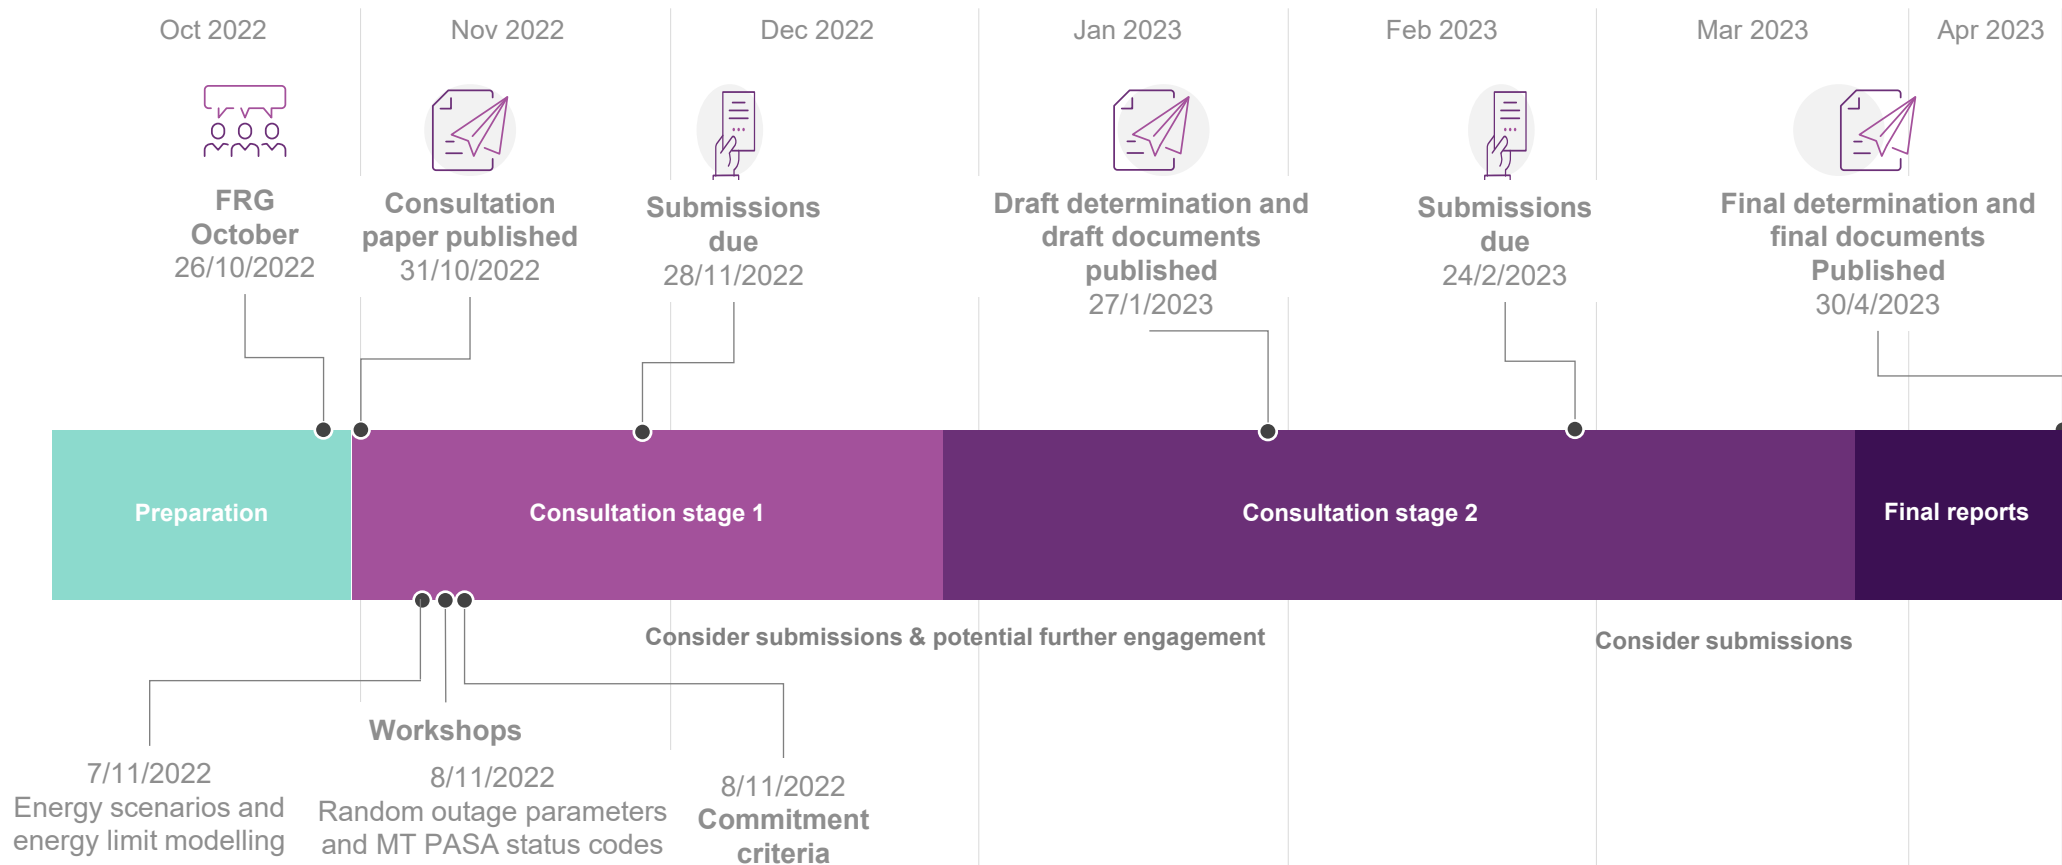 Oct 2022
Nov 2022
Dec 2022
Jan 2023
Feb 2023
Mar 2023
Apr 2023
FRG
October
26/10/2022
Consultation
paper published
31/10/2022
Submissions
due
28/11/2022
Draft determination and
draft documents
published
27/1/2023
Submissions
due
24/2/2023
Final determination and
final documents
Published
30/4/2023
Preparation
Consultation stage 1
Consultation stage 2
Final reports
Consider submissions & potential further engagement
Consider submissions
Workshops
7/11/2022
Energy scenarios and
energy limit modelling
8/11/2022
Random outage parameters
and MT PASA status codes
8/11/2022
Commitment
criteria